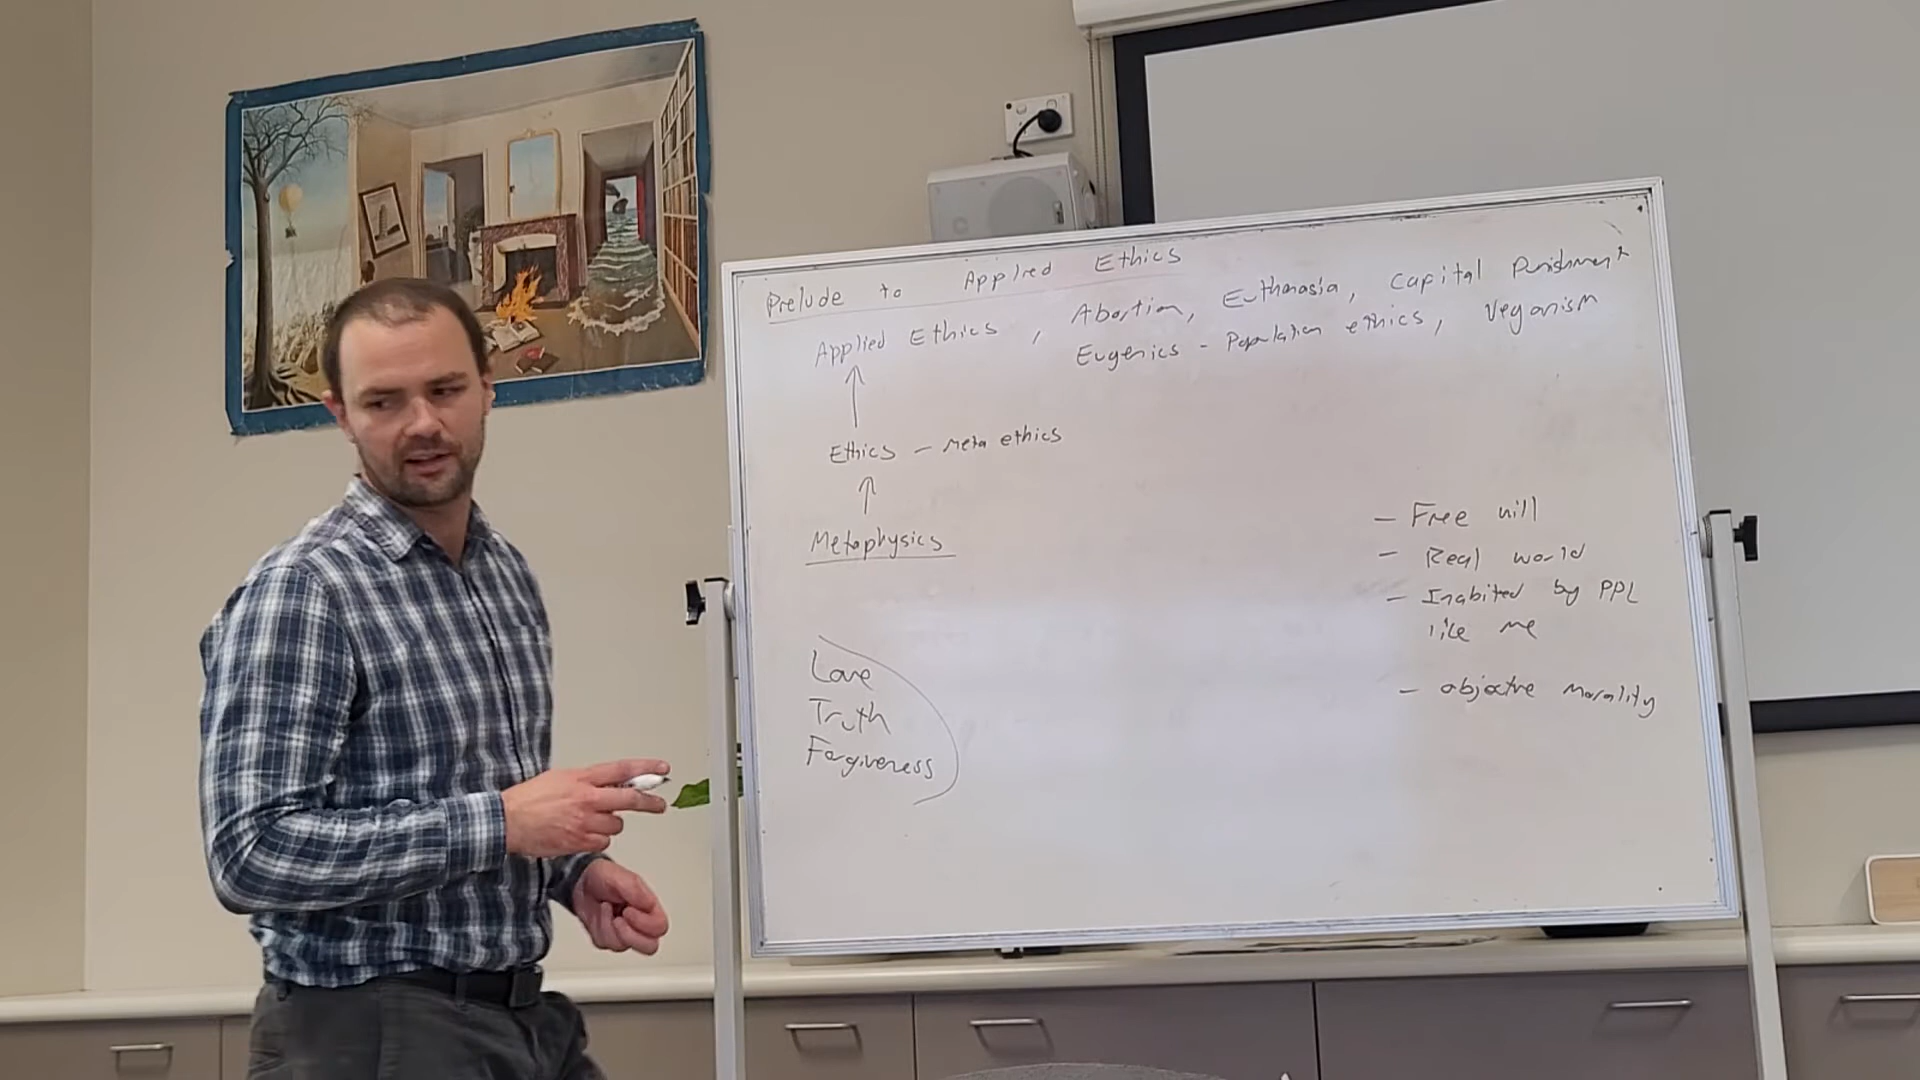 Prelude to Applied Ethics
Applied Ethics, Abortion, Euthanasia, Capital Punishment
Eugenics - Population ethics, Veganism
Ethics - Meta ethics
Metaphysics
Love
Truth
Forgiveness
- Free will
- Real world
- Inabited by PPL
like me
- objective morality